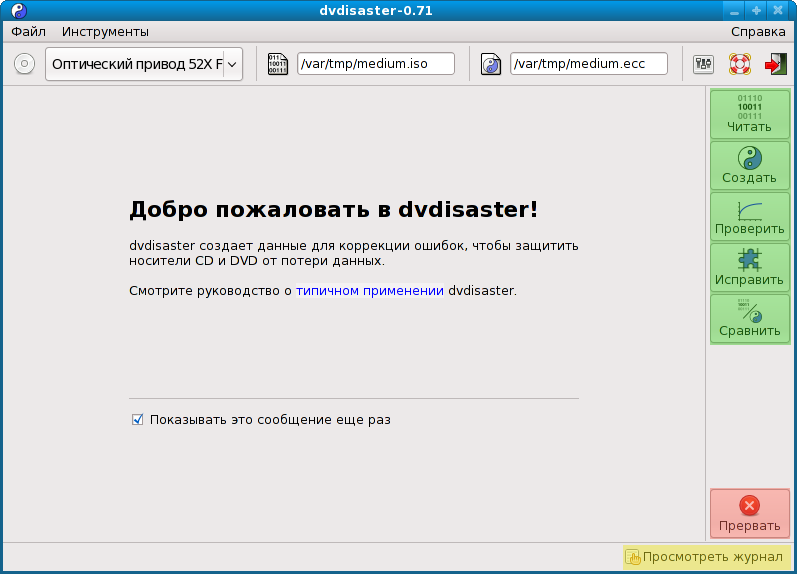 dvdisaster-0.71
Файл Инструменты Справка
Оптический привод 52X F /var/tmp/medium.iso /var/tmp/medium.ecc
01110
10011
00111
Читать
Создать
Проверить
Исправить
Сравнить
Добро пожаловать в dvdisaster!
dvdisaster создает данные для коррекции ошибок, чтобы защитить
носители CD и DVD от потери данных.
Смотрите руководство о типичном применении dvdisaster.
Показывать это сообщение еще раз
Прервать
Просмотреть журнал